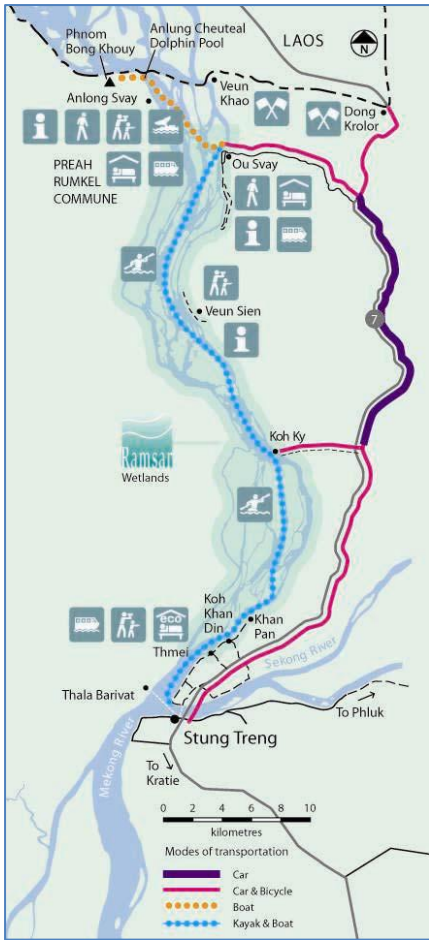 Phnom
Bong Khouy
Anlung Cheuteal
Dolphin Pool
LAOS
N
Anlong Svay
Veun
Khao
Dong
Krolor
PREAH
RUMKEL
COMMUNE
Ou Svay
Veun Sien
7
Ramsar
Wetlands
Koh Ky
eco
Koh
Khan
Din
Khan
Pan
Thmei
Sekong River
Thala Barivat
To Phluk
Stung Treng
Mekong River
To
Kratie
0 2 4 6 8 10
kilometres
Modes of transportation
Car
Car & Bicycle
Boat
Kayak & Boat